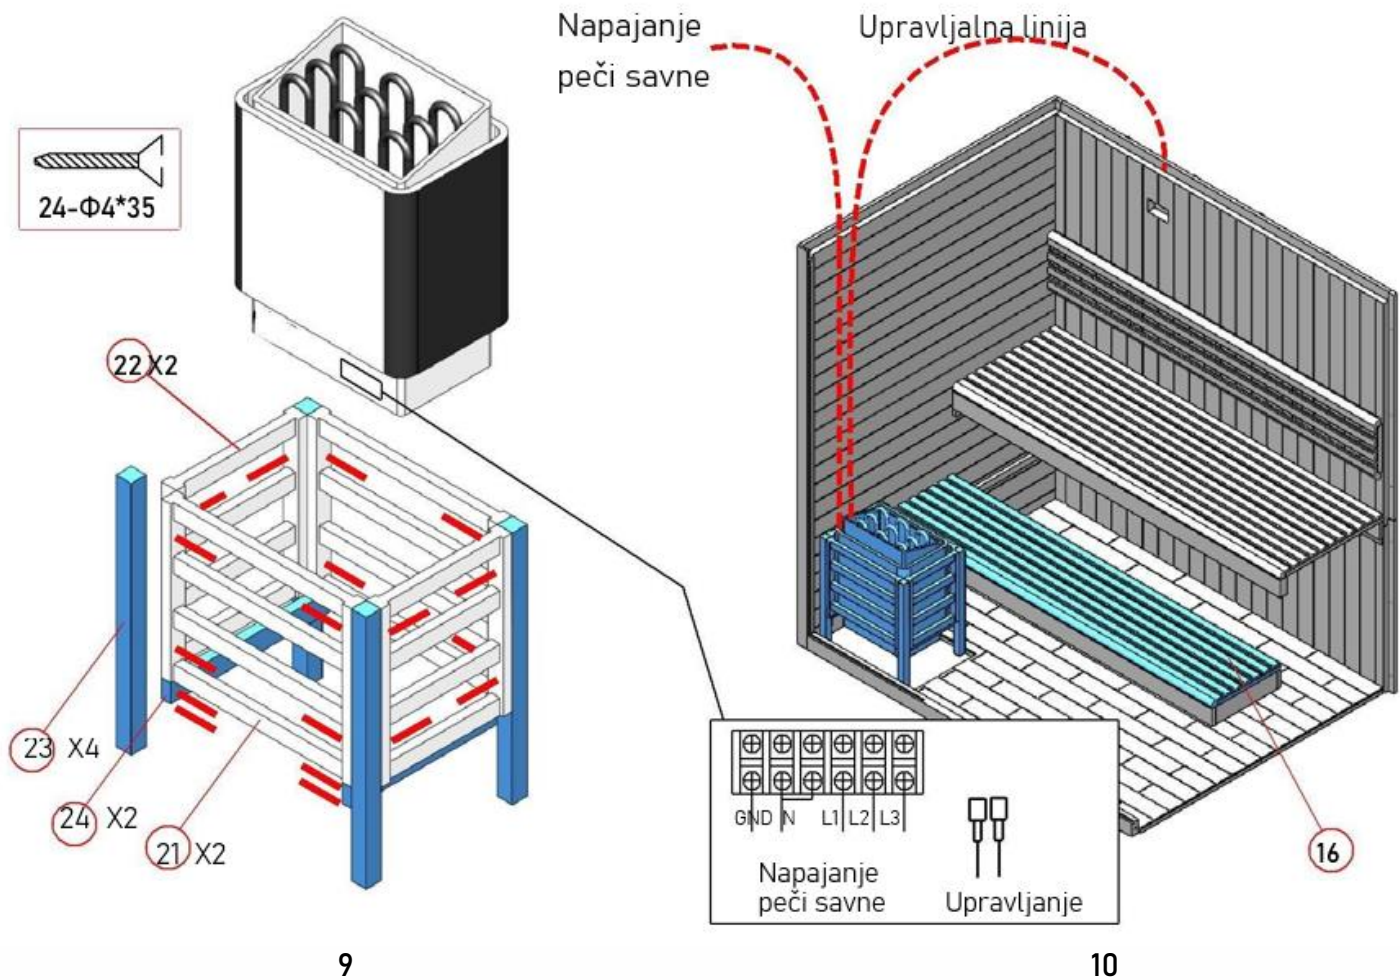 Napajanje
peči savne
Upravljalna linija
24-Φ4*35
22 X2
23 X4
24 X2
21 X2
GND N L1 L2 L3
Napajanje
peči savne
Upravljanje
16
9
10